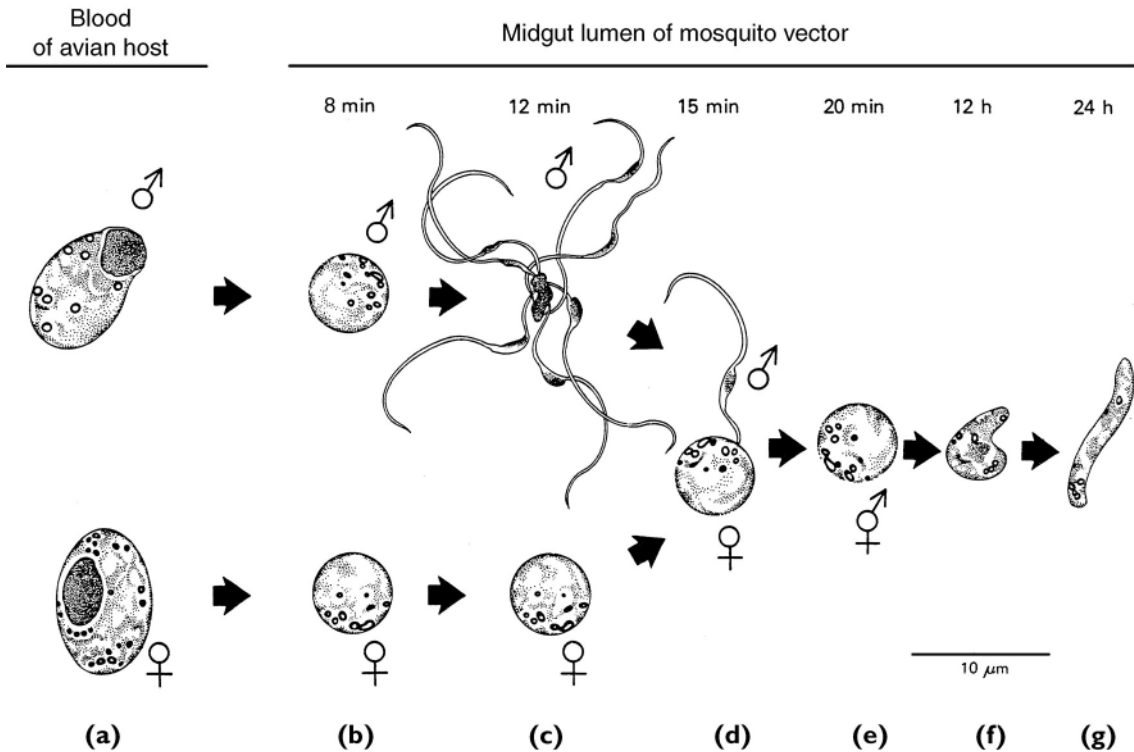 Blood
of avian host
Midgut lumen of mosquito vector
8 min
12 min
15 min
20 min
12 h
24 h
♂
♂
♂
♂
♀
⚥
♀
♀
♀
10 μm
(a)
(b)
(c)
(d)
(e)
(f)
(g)